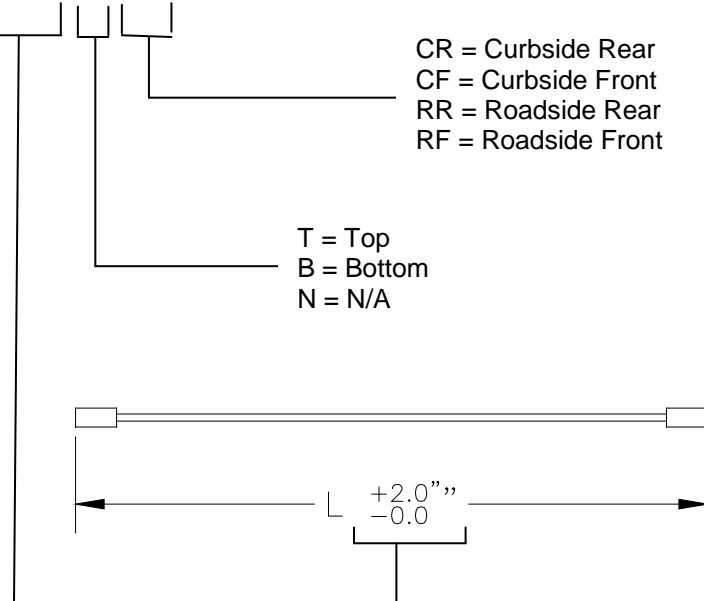 CR = Curbside Rear
CF = Curbside Front
RR = Roadside Rear
RF = Roadside Front
T = Top
B = Bottom
N = N/A
L +2.0””
-0.0